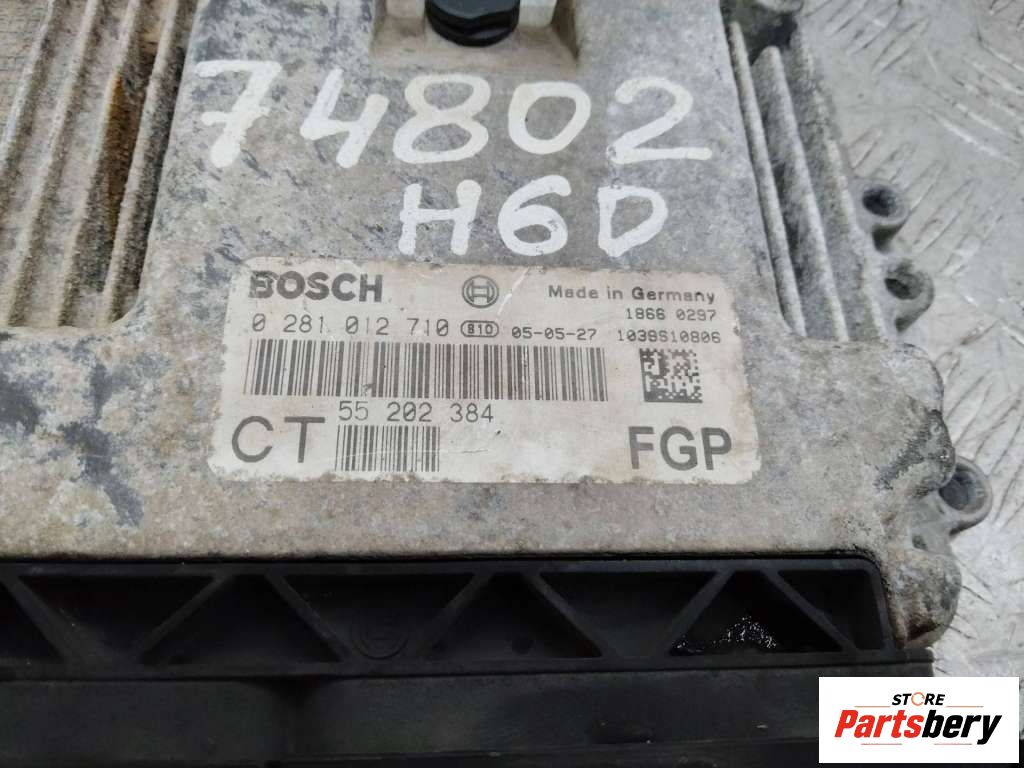 74802
H6D
BOSCH Made in Germany
1866 0297
0 281 012 710 810 05-05-27 1039S10806
55 202 384
CT FGP
STORE
Partsbery